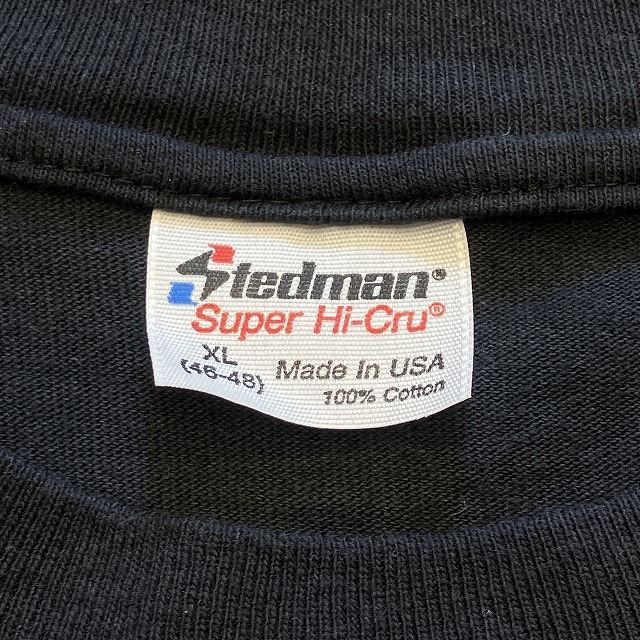 Stedman®
Super Hi-Cru®
XL
(46-48)
Made In USA
100% Cotton